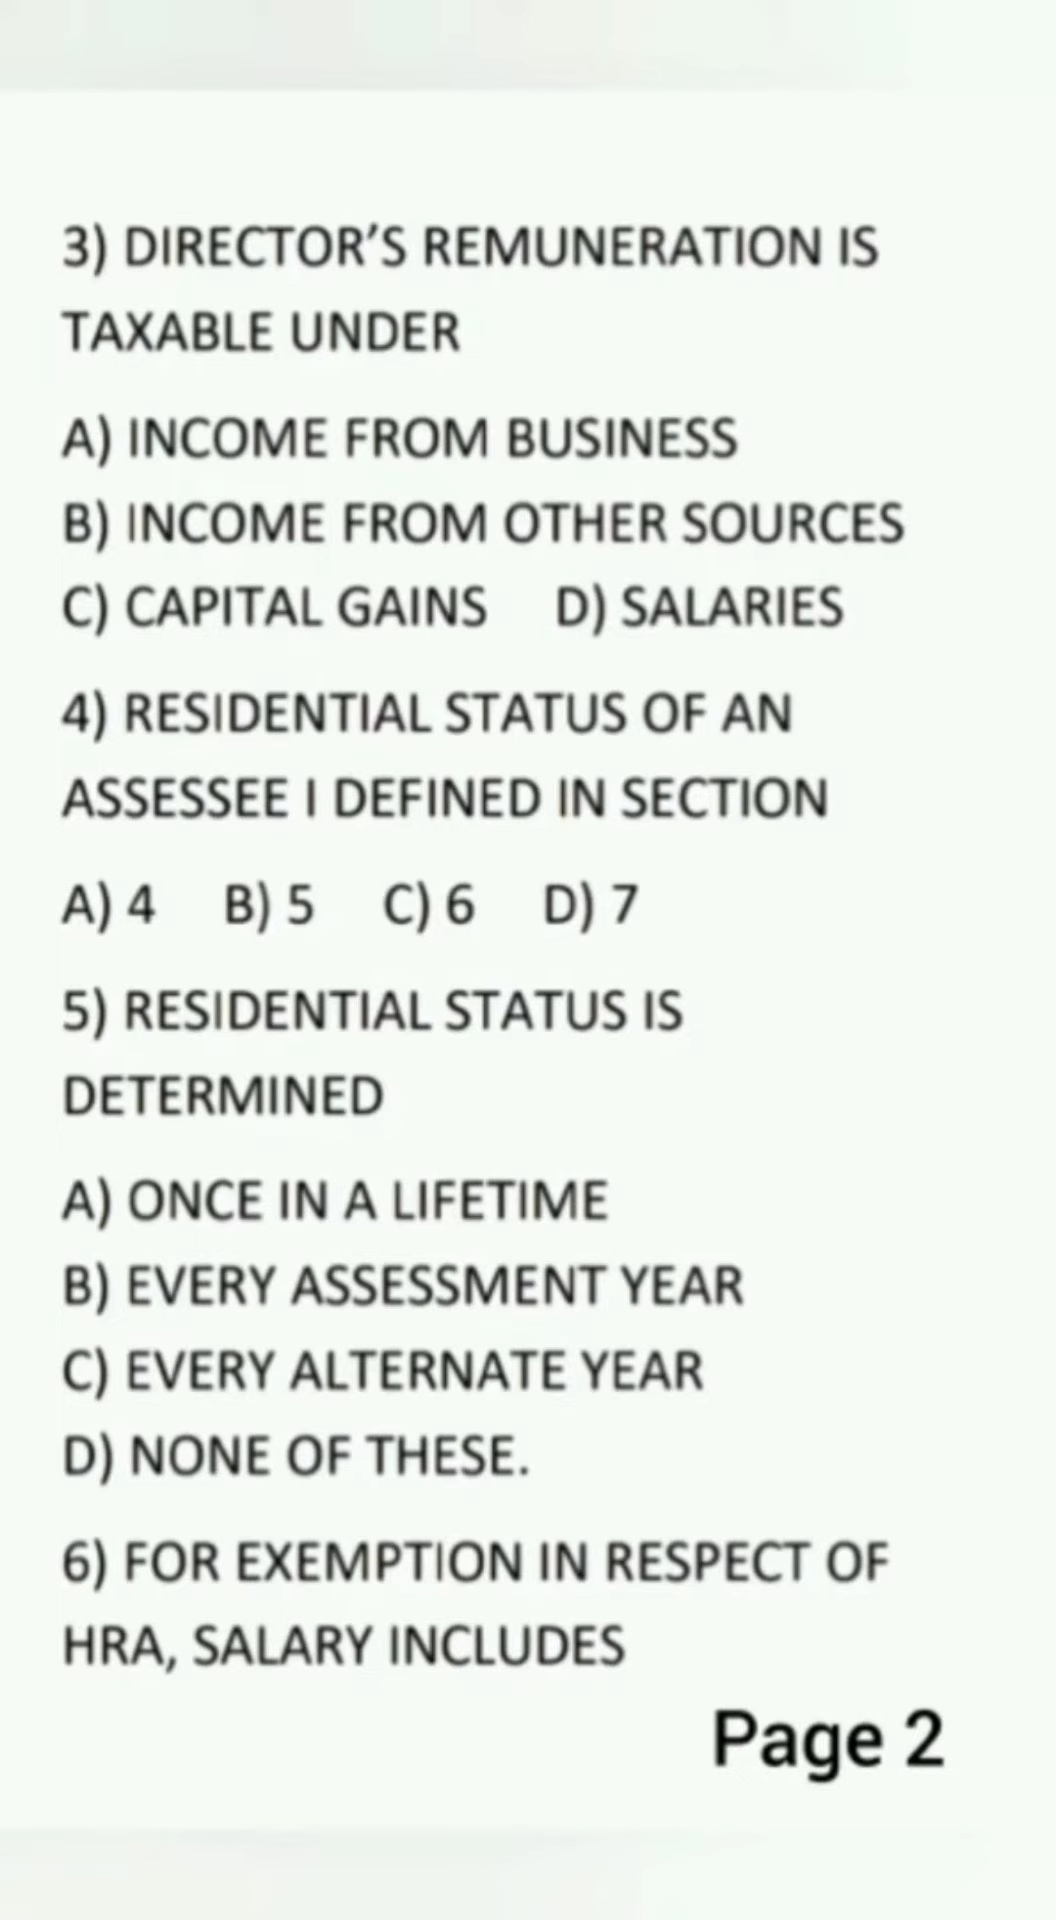 3) DIRECTOR’S REMUNERATION IS
TAXABLE UNDER
A) INCOME FROM BUSINESS
B) INCOME FROM OTHER SOURCES
C) CAPITAL GAINS D) SALARIES
4) RESIDENTIAL STATUS OF AN
ASSESSEE I DEFINED IN SECTION
A) 4 B) 5 C) 6 D) 7
5) RESIDENTIAL STATUS IS
DETERMINED
A) ONCE IN A LIFETIME
B) EVERY ASSESSMENT YEAR
C) EVERY ALTERNATE YEAR
D) NONE OF THESE.
6) FOR EXEMPTION IN RESPECT OF
HRA, SALARY INCLUDES
Page 2